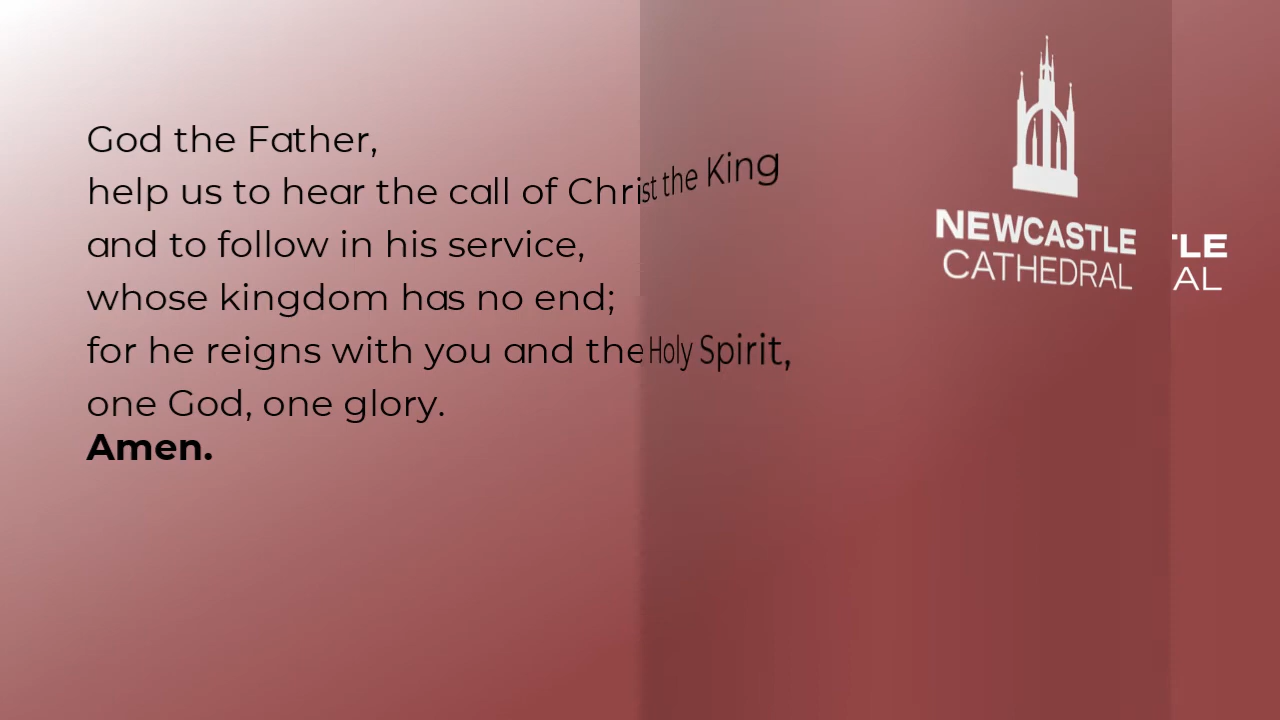 God the Father,
help us to hear the call of Christ the King
and to follow in his service,
whose kingdom has no end;
for he reigns with you and the Holy Spirit,
one God, one glory.
Amen.
NEWCASTLE
CATHEDRAL
TLE
AL